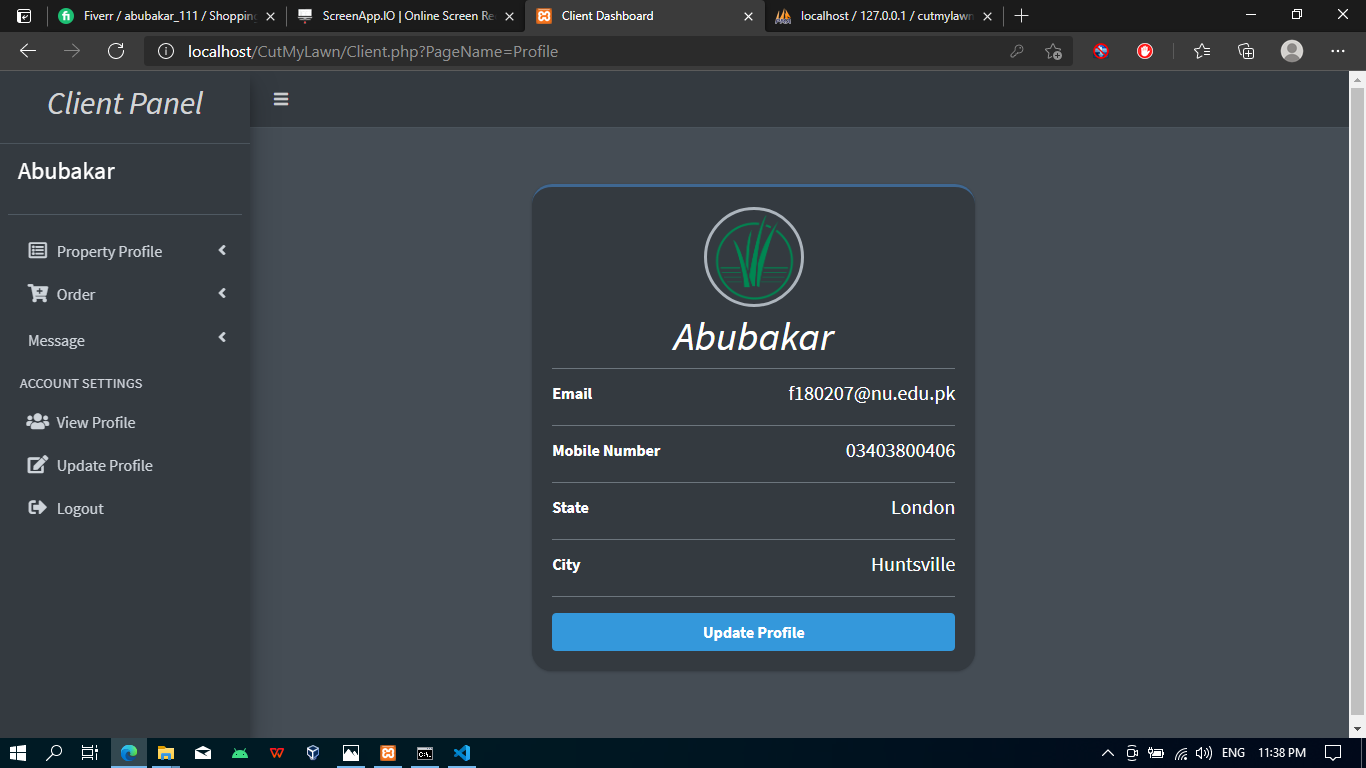 Fiverr / abubakar_111 / Shopping
ScreenApp.IO | Online Screen Re
Client Dashboard
localhost / 127.0.0.1 / cutmylawn
localhost/CutMyLawn/Client.php?PageName=Profile
Client Panel
Abubakar
Property Profile
Order
Message
ACCOUNT SETTINGS
View Profile
Update Profile
Logout
Abubakar
Email f180207@nu.edu.pk
Mobile Number 03403800406
State London
City Huntsville
Update Profile
ENG 11:38 PM